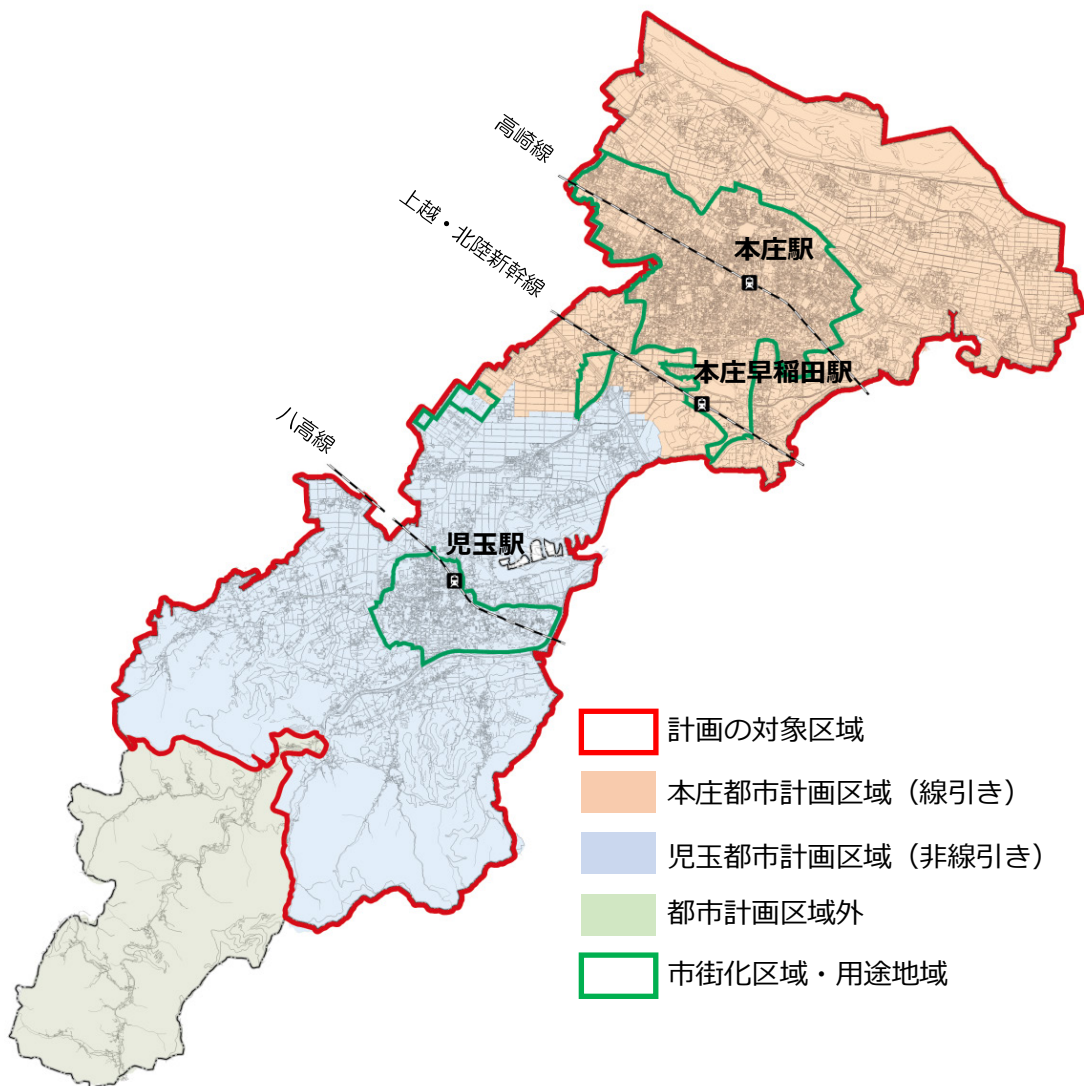 高崎線
上越・北陸新幹線
本庄駅
本庄早稲田駅
八高線
児玉駅
計画の対象区域
本庄都市計画区域（線引き）
児玉都市計画区域（非線引き）
都市計画区域外
市街化区域・用途地域